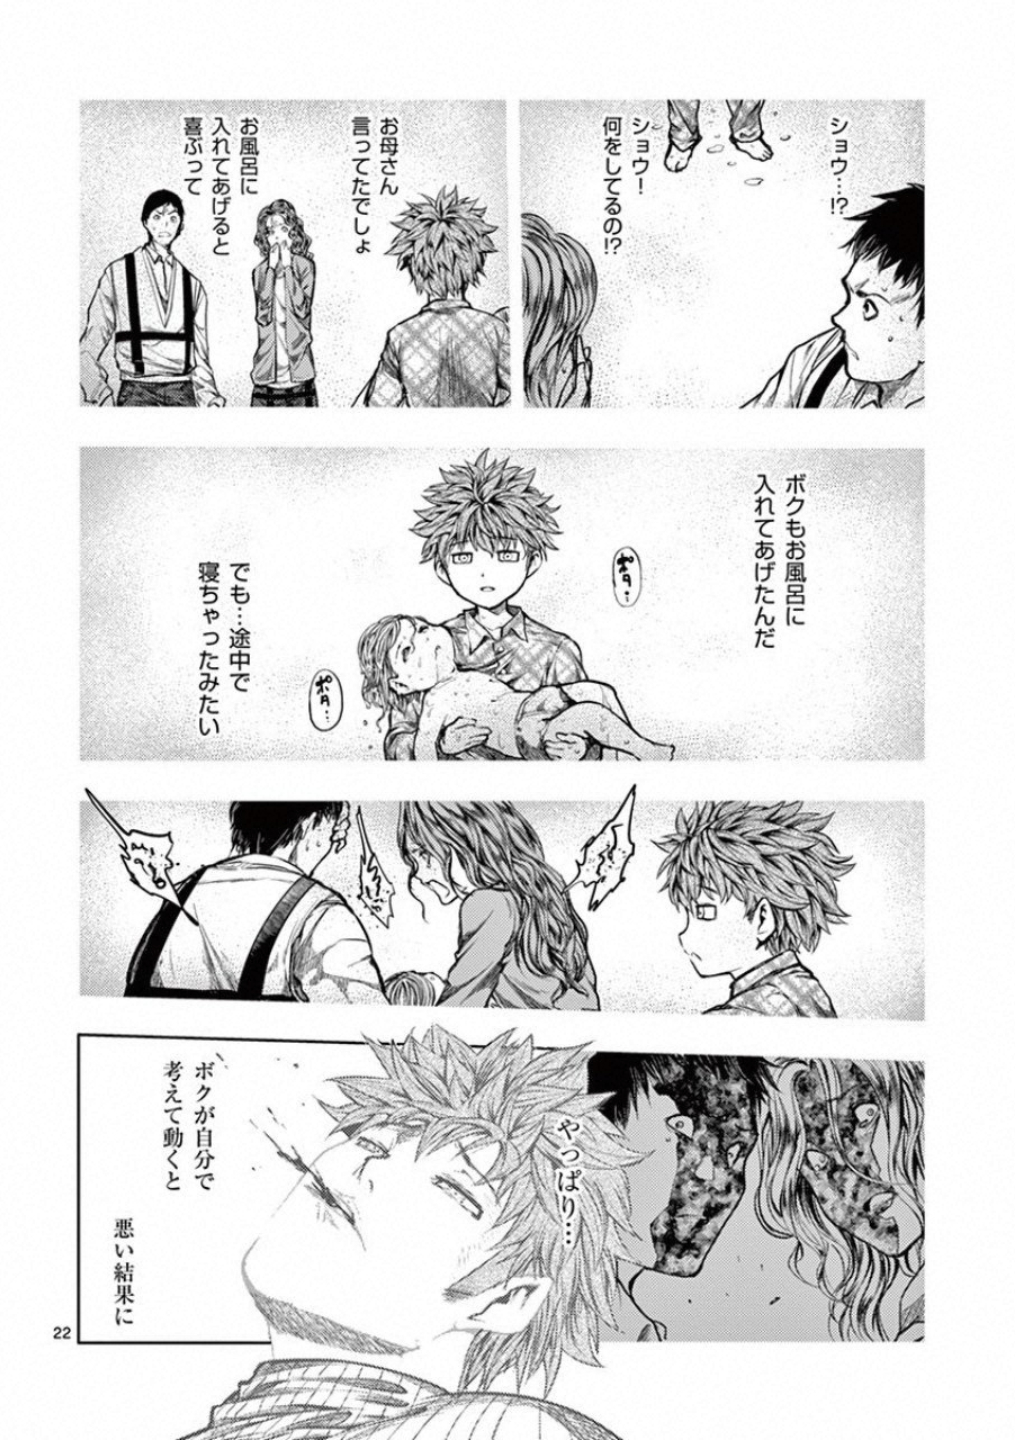 ショウ…!?
ショウ!
何をしてるの!?
お母さん
言ってたでしょ
お風呂に
入れてあげると
喜ぶって
ボクもお風呂に
入れてあげたんだ
ポタ…
でも…途中で
寝ちゃったみたい
ポタ…
やっぱり…
ボクが自分で
考えて動くと
悪い結果に
22